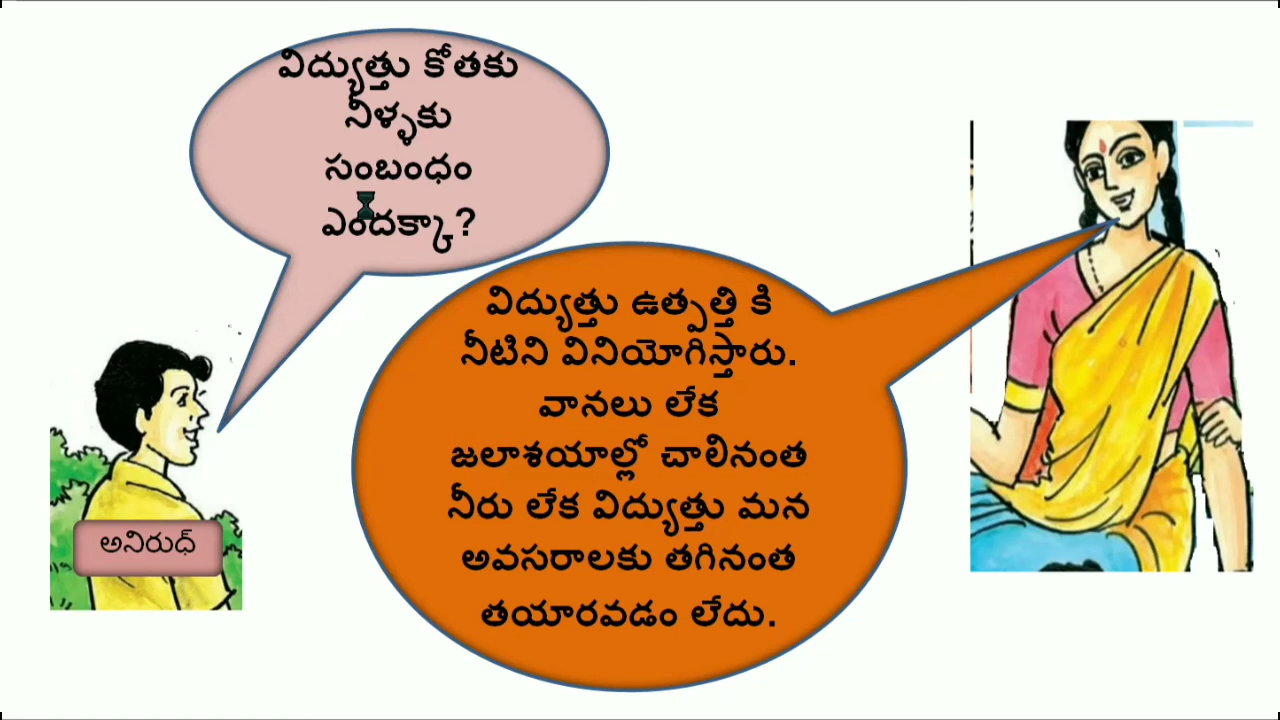 విద్యుత్తు కోతకు
నీళ్ళకు
సంబంధం
ఎందక్కా?
విద్యుత్తు ఉత్పత్తి కి
నీటిని వినియోగిస్తారు.
వానలు లేక
జలాశయాల్లో చాలినంత
నీరు లేక విద్యుత్తు మన
అవసరాలకు తగినంత
తయారవడం లేదు.
అనిరుధ్